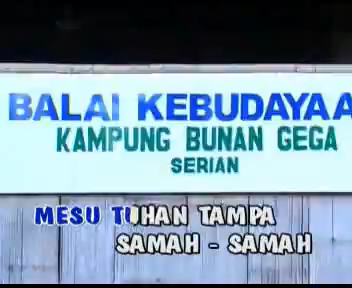 BALAI KEBUDAYAA
KAMPUNG BUNAN GEGA
SERIAN
MESU TUHAN TAMPA
SAMAH - SAMAH